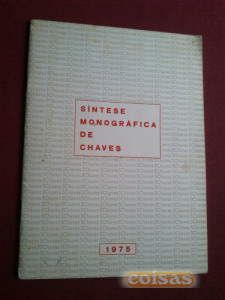 SÍNTESE
MONOGRÁFICA
DE
CHAVES
1975
coisas